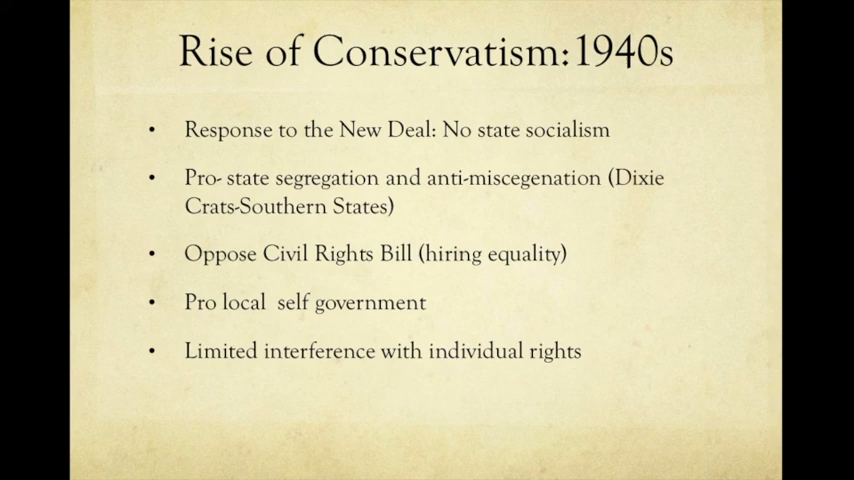 Rise of Conservatism:1940s
• Response to the New Deal: No state socialism
• Pro- state segregation and anti-miscegenation (Dixie
Crats-Southern States)
• Oppose Civil Rights Bill (hiring equality)
• Pro local  self government
• Limited interference with individual rights